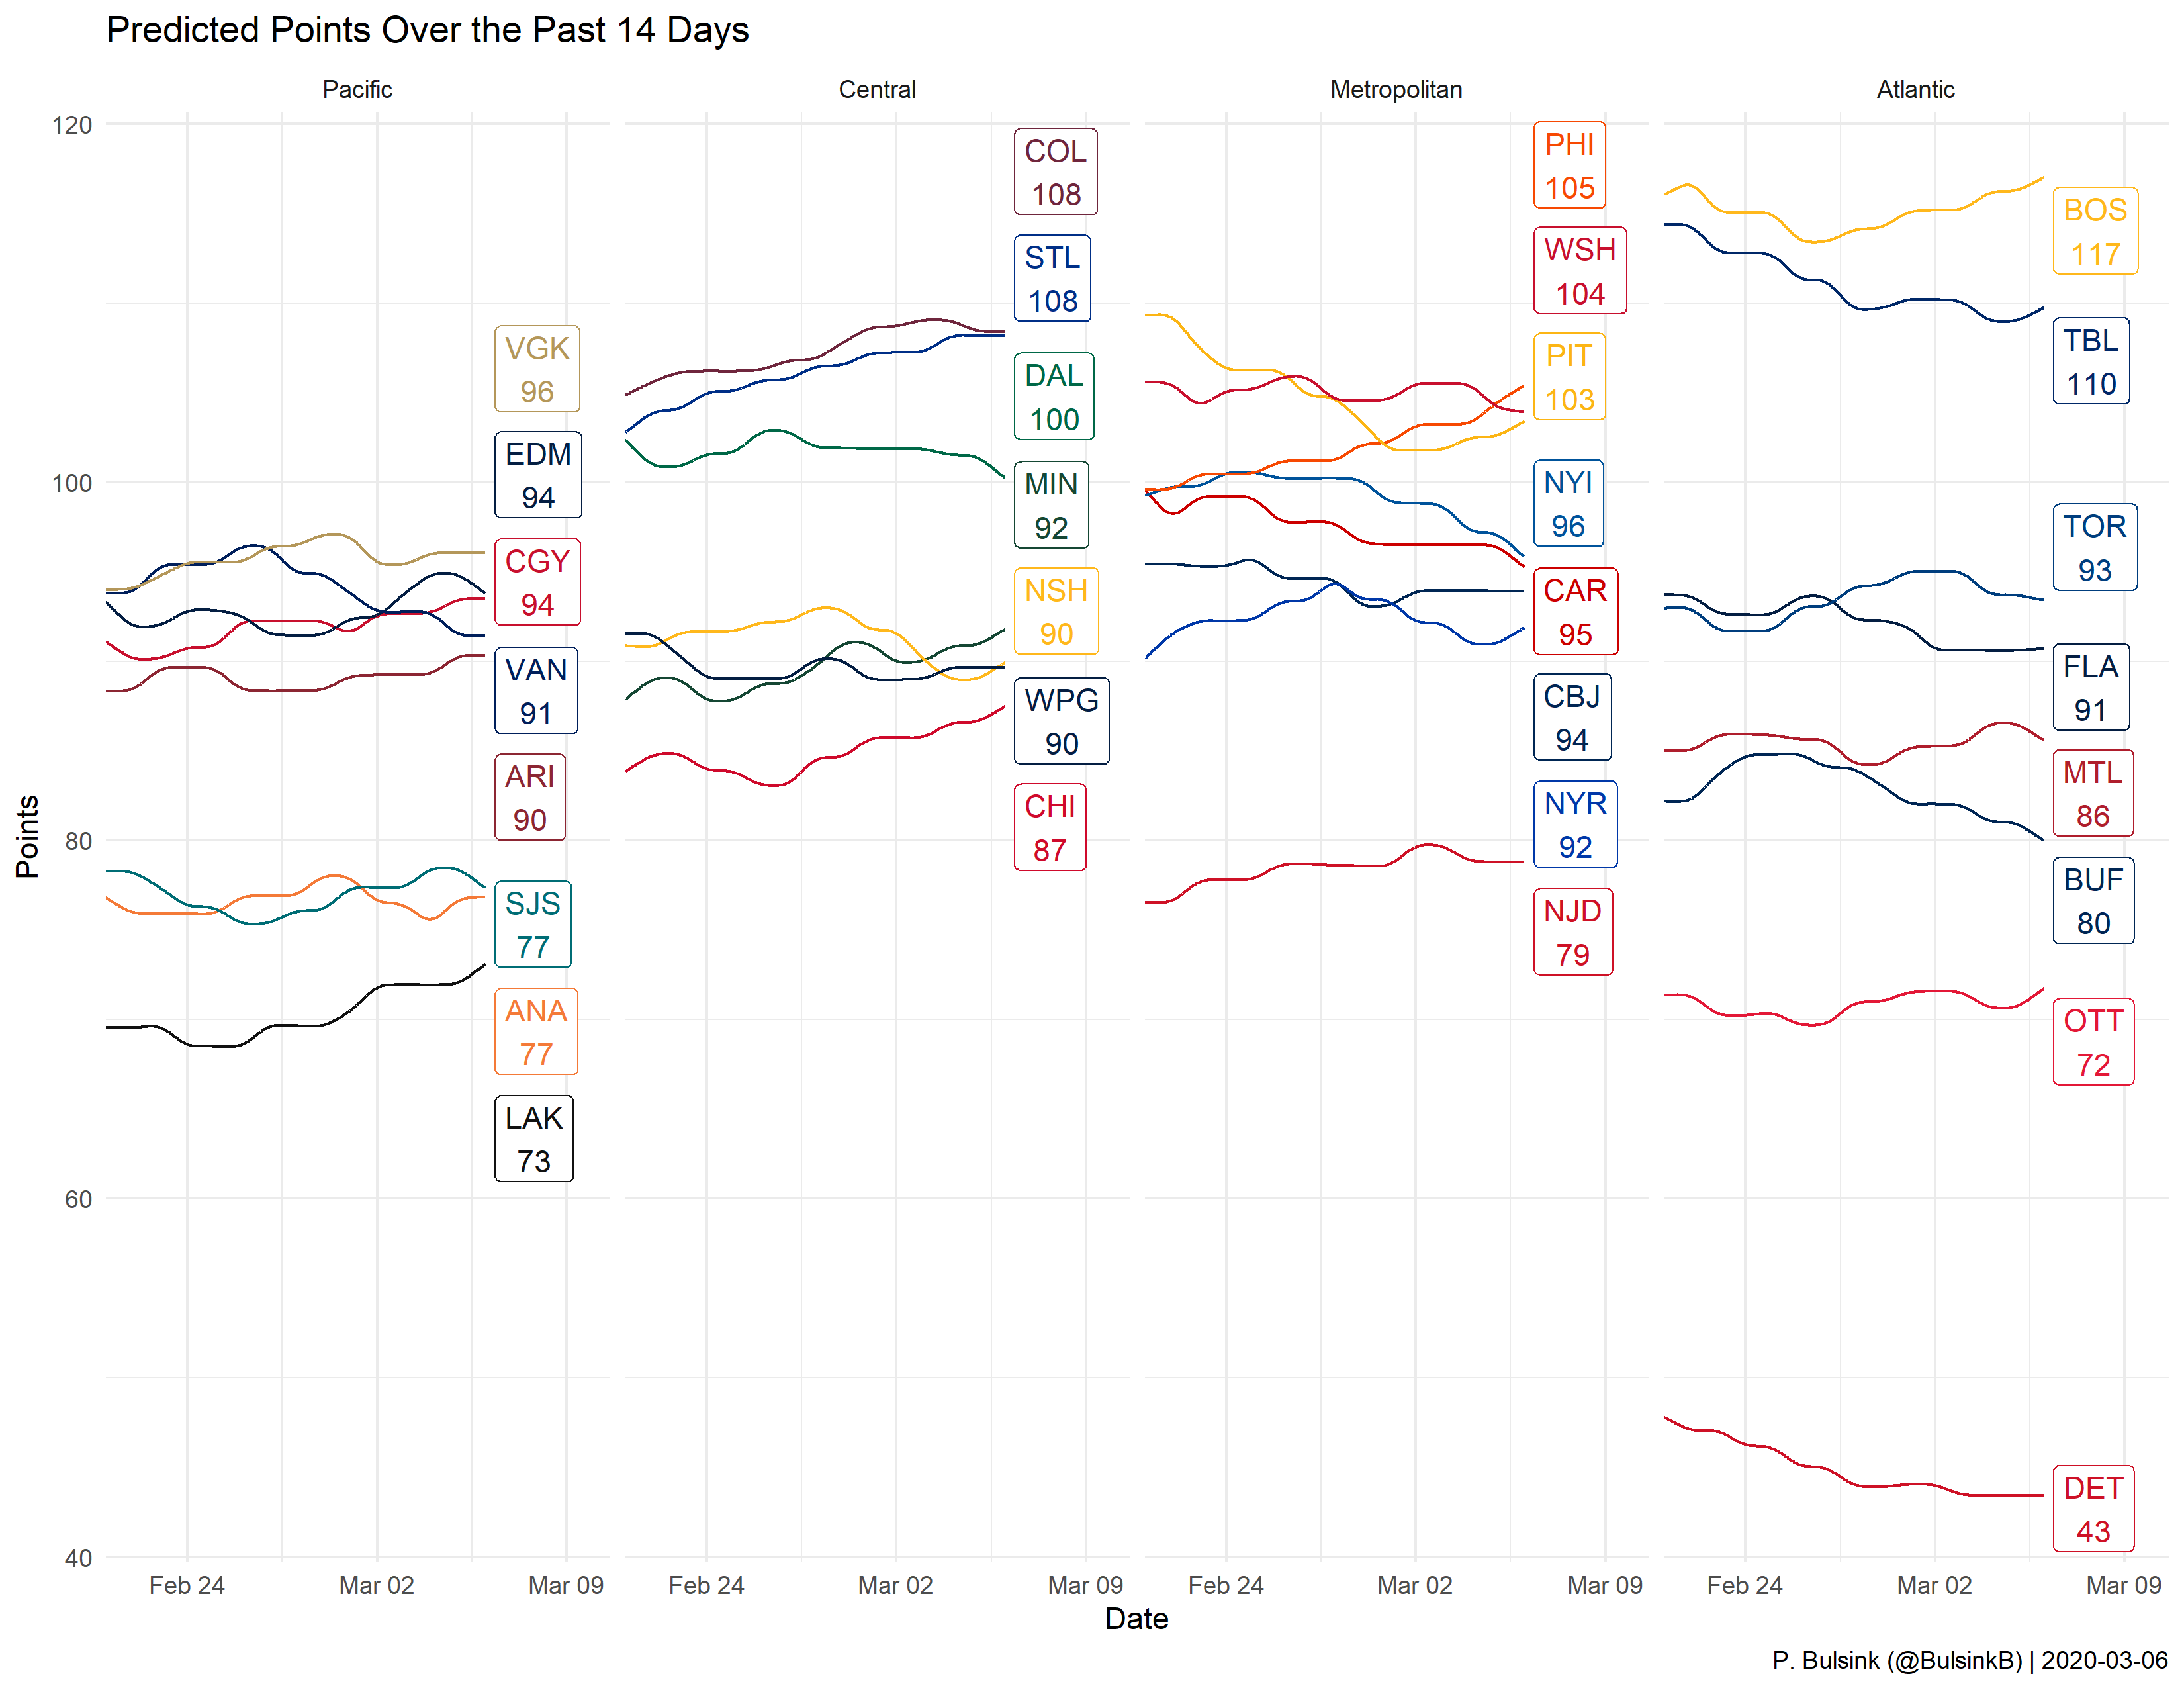 Predicted Points Over the Past 14 Days
Pacific
Central
Metropolitan
Atlantic
Points
120
100
80
60
40
VGK
96
EDM
94
CGY
94
VAN
91
ARI
90
SJS
77
ANA
77
LAK
73
COL
108
STL
108
DAL
100
MIN
92
NSH
90
WPG
90
CHI
87
PHI
105
WSH
104
PIT
103
NYI
96
CAR
95
CBJ
94
NYR
92
NJD
79
BOS
117
TBL
110
TOR
93
FLA
91
MTL
86
BUF
80
OTT
72
DET
43
Feb 24 Mar 02 Mar 09
Feb 24 Mar 02 Mar 09
Feb 24 Mar 02 Mar 09
Feb 24 Mar 02 Mar 09
Date
P. Bulsink (@BulsinkB) | 2020-03-06